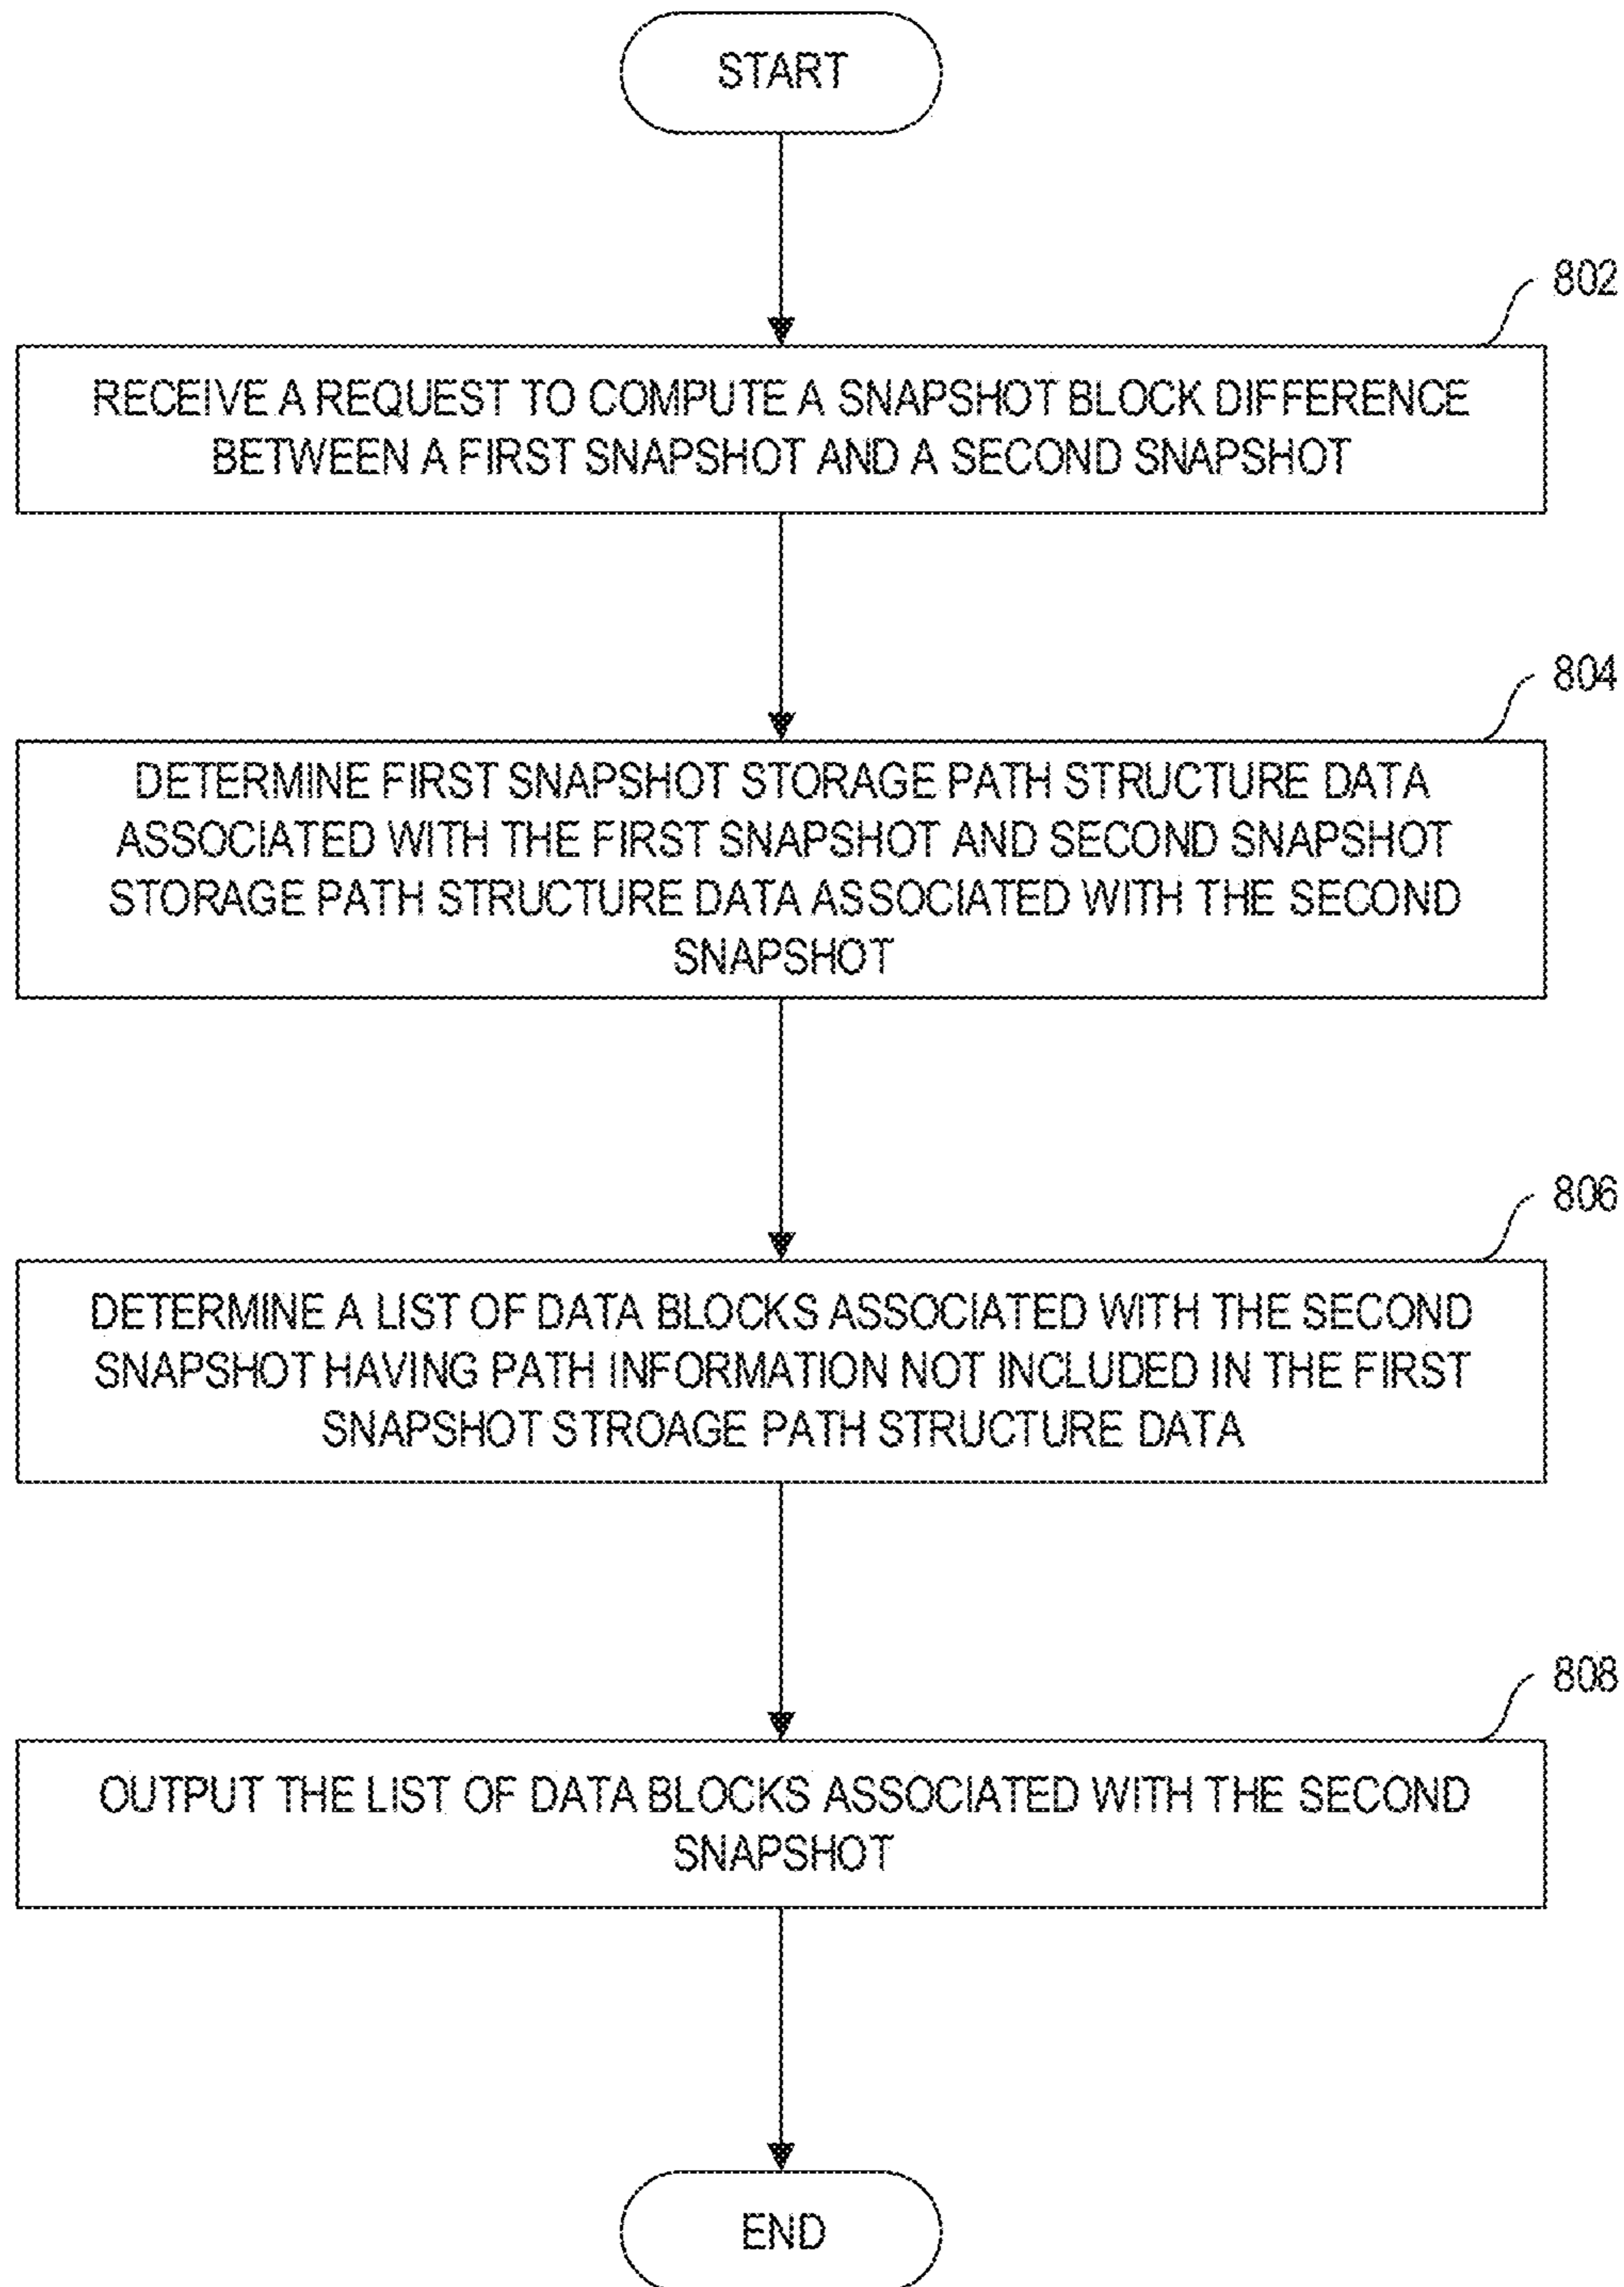 START
802
RECEIVE A REQUEST TO COMPUTE A SNAPSHOT BLOCK DIFFERENCE
BETWEEN A FIRST SNAPSHOT AND A SECOND SNAPSHOT
804
DETERMINE FIRST SNAPSHOT STORAGE PATH STRUCTURE DATA
ASSOCIATED WITH THE FIRST SNAPSHOT AND SECOND SNAPSHOT
STORAGE PATH STRUCTURE DATA ASSOCIATED WITH THE SECOND
SNAPSHOT
806
DETERMINE A LIST OF DATA BLOCKS ASSOCIATED WITH THE SECOND
SNAPSHOT HAVING PATH INFORMATION NOT INCLUDED IN THE FIRST
SNAPSHOT STROAGE PATH STRUCTURE DATA
808
OUTPUT THE LIST OF DATA BLOCKS ASSOCIATED WITH THE SECOND
SNAPSHOT
END